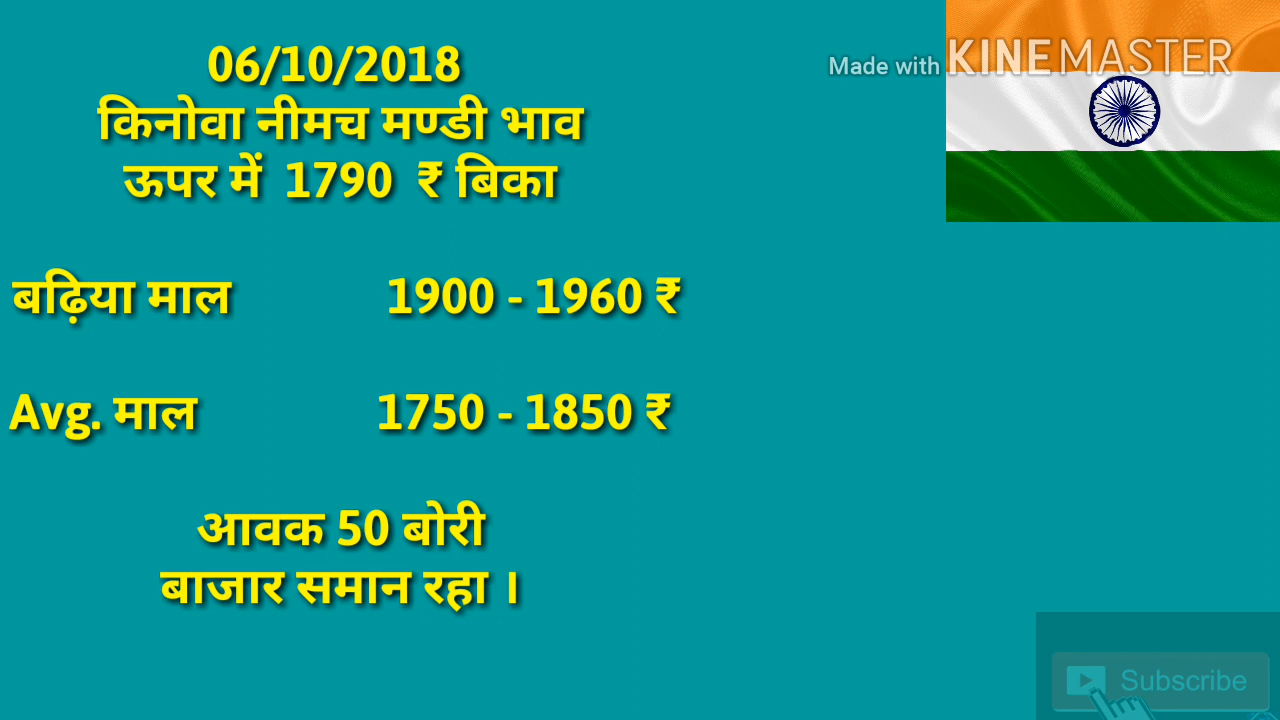 06/10/2018
किनोवा नीमच मण्डी भाव
ऊपर में 1790 ₹ बिका
बढ़िया माल 1900 - 1960 ₹
Avg. माल 1750 - 1850 ₹
आवक 50 बोरी
बाजार समान रहा ।
Made with KINEMASTER
Subscribe